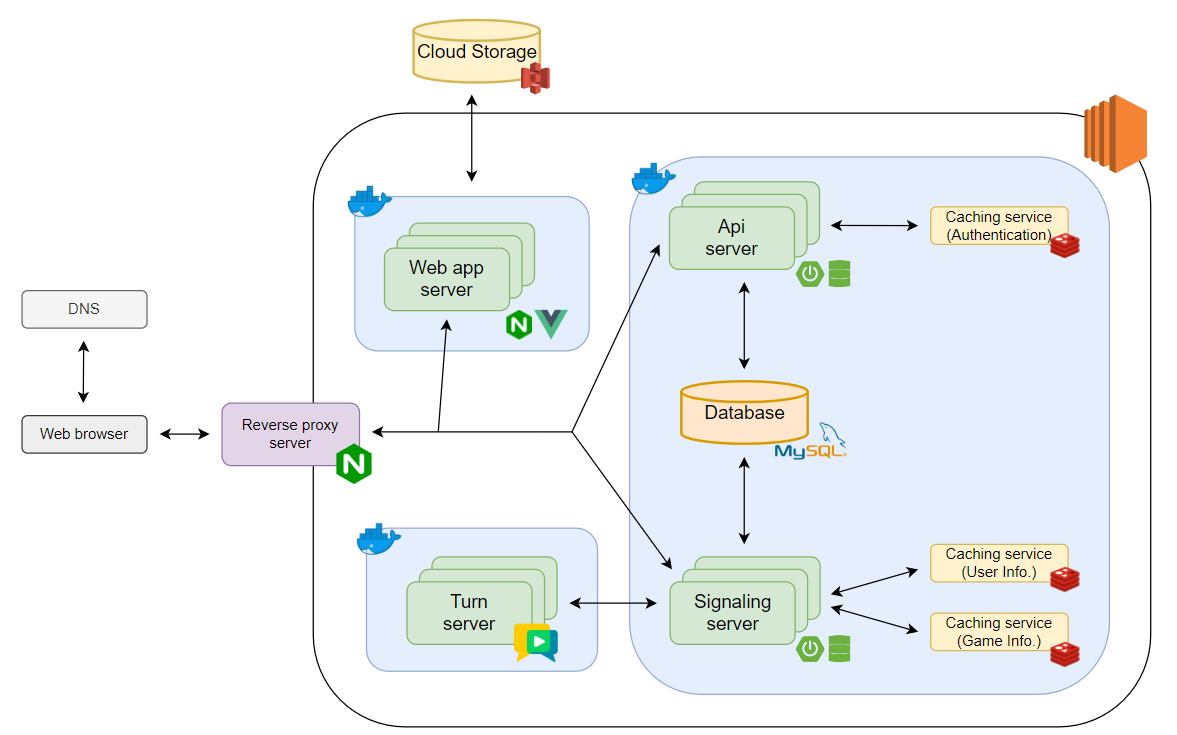 Cloud Storage
Api
server
Caching service
(Authentication)
Web app
server
N
DNS
Web browser
Reverse proxy
server
N
Database
MySQL
Turn
server
Signaling
server
Caching service
(User Info.)
Caching service
(Game Info.)